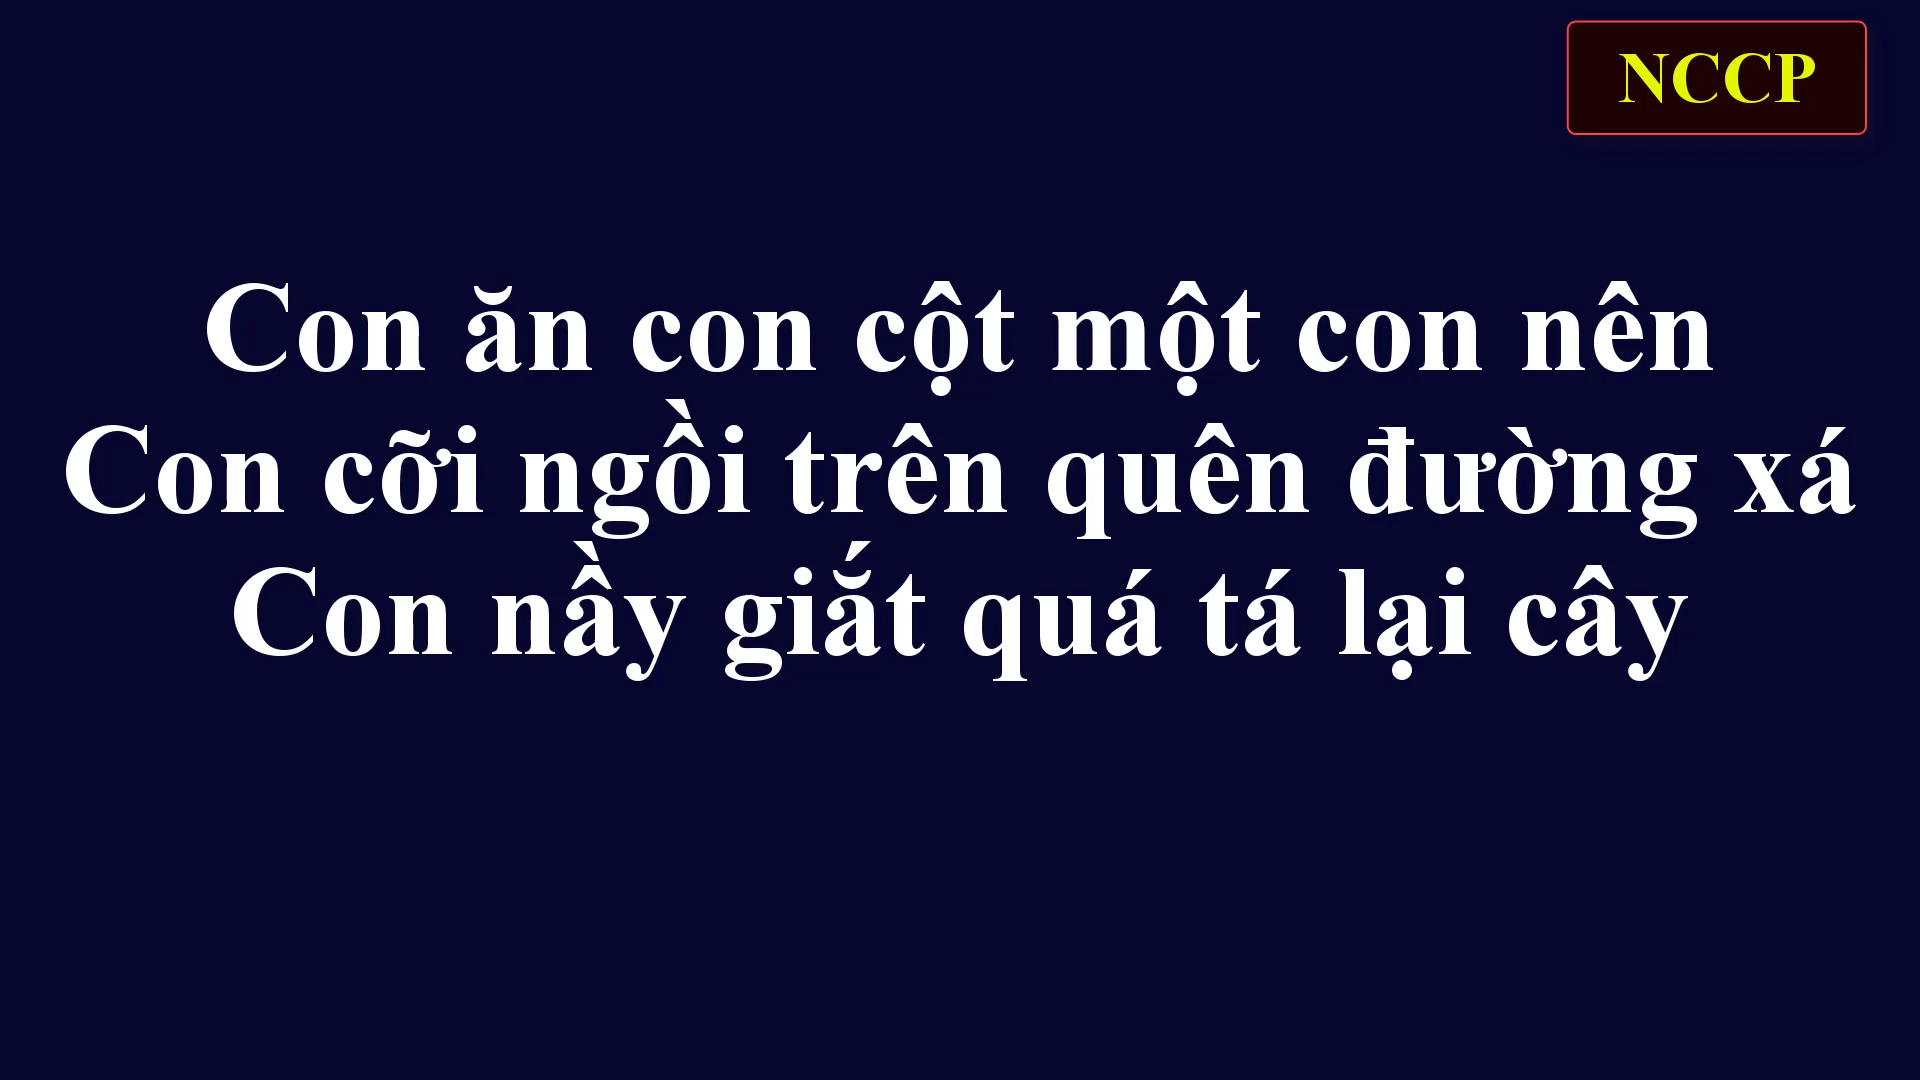 NCCP
Con ăn con cột một con nên
Con cỡi ngồi trên quên đường xá
Con nầy giắt quá tá lại cây